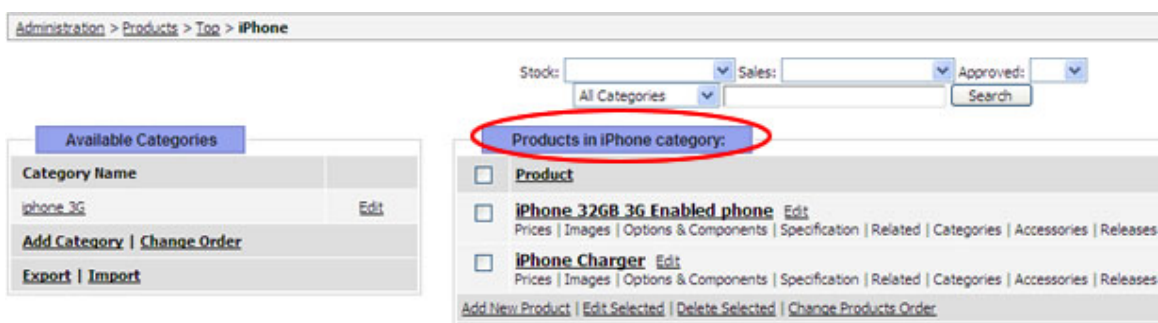 Administration > Products > Top > iPhone
Stock: Sales: Approved:
All Categories Search
Available Categories
Category Name
iphone 3G Edit
Add Category | Change Order
Export | Import
Products in iPhone category:
Product
iPhone 32GB 3G Enabled phone Edit
Prices | Images | Options & Components | Specification | Related | Categories | Accessories | Releases
iPhone Charger Edit
Prices | Images | Options & Components | Specification | Related | Categories | Accessories | Releases
Add New Product | Edit Selected | Delete Selected | Change Products Order